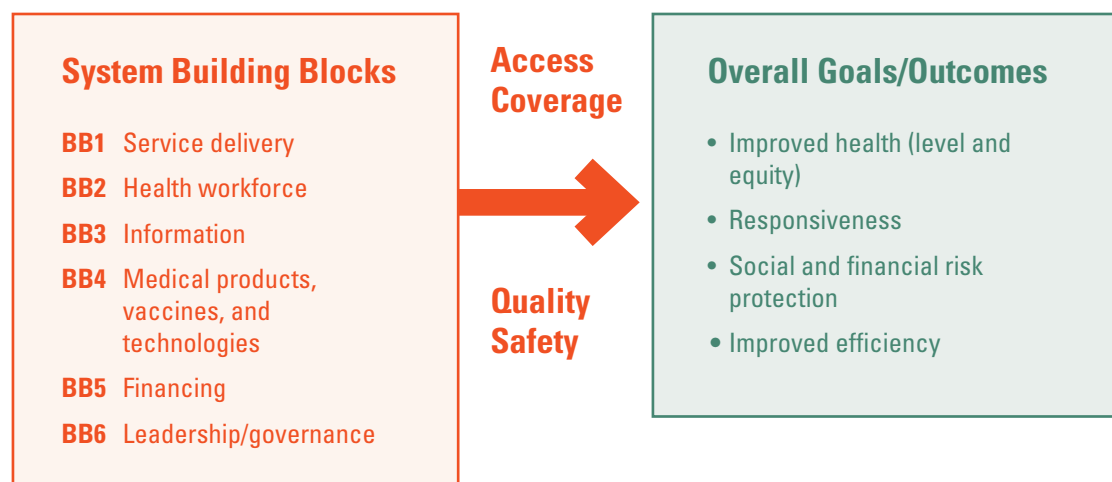 System Building Blocks
BB1 Service delivery
BB2 Health workforce
BB3 Information
BB4 Medical products,
vaccines, and
technologies
BB5 Financing
BB6 Leadership/governance
Access
Coverage
Quality
Safety
Overall Goals/Outcomes
• Improved health (level and
equity)
• Responsiveness
• Social and financial risk
protection
• Improved efficiency